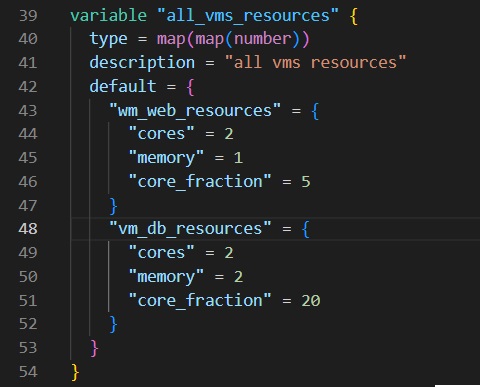 39 variable "all_vms_resources" {
40   type = map(map(number))
41   description = "all vms resources"
42   default = {
43     "wm_web_resources" = {
44       "cores" = 2
45       "memory" = 1
46       "core_fraction" = 5
47     }
48     "vm_db_resources" = {
49       "cores" = 2
50       "memory" = 2
51       "core_fraction" = 20
52     }
53   }
54 }